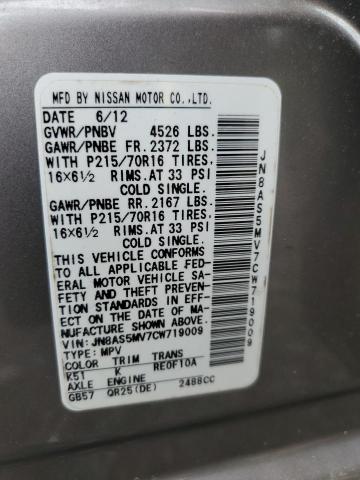 MFD BY NISSAN MOTOR CO.,LTD.
DATE 6/12
GVWR/PNBV 4526 LBS.
GAWR/PNBE FR. 2372 LBS.
WITH P215/70R16 TIRES.
16×6½ RIMS.AT 33 PSI
COLD SINGLE.
GAWR/PNBE RR. 2167 LBS.
WITH P215/70R16 TIRES.
16×6½ RIMS.AT 33 PSI
COLD SINGLE.
THIS VEHICLE CONFORMS
TO ALL APPLICABLE FED-
ERAL MOTOR VEHICLE SA-
FETY AND THEFT PREVEN-
TION STANDARDS IN EFFECT
ON THE DATE OF MA-
NUFACTURE SHOWN ABOVE.
VIN:JN8AS5MV7CW719009
TYPE: MPV
COLOR TRIM TRANS
K51 K RE0F10A
AXLE ENGINE
GB57 QR25(DE) 2488CC
JN8AS5MV7CW719009